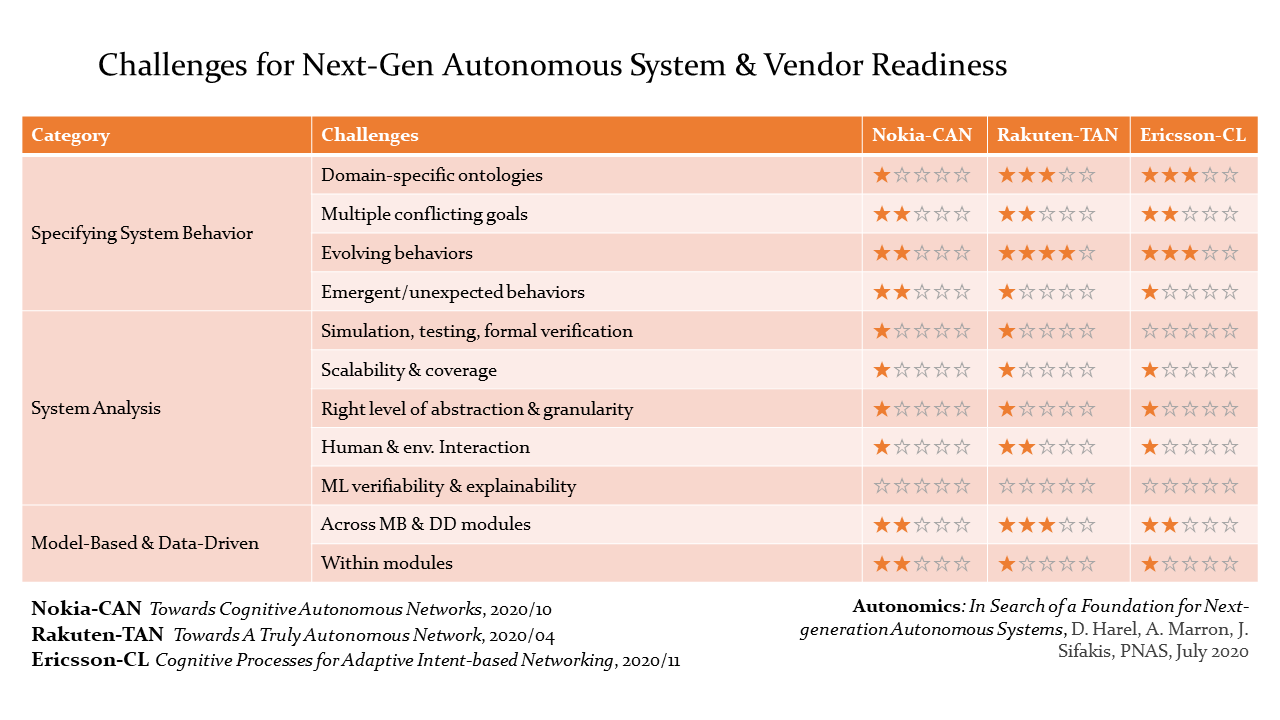 Challenges for Next-Gen Autonomous System & Vendor Readiness
Category Challenges Nokia-CAN Rakuten-TAN Ericsson-CL
Specifying System Behavior
Domain-specific ontologies ★☆☆☆☆ ★★★☆☆ ★★★☆☆
Multiple conflicting goals ★★☆☆☆ ★★☆☆☆ ★★☆☆☆
Evolving behaviors ★★☆☆☆ ★★★★☆ ★★★☆☆
Emergent/unexpected behaviors ★★☆☆☆ ★☆☆☆☆ ★☆☆☆☆
System Analysis
Simulation, testing, formal verification ★☆☆☆☆ ★☆☆☆☆ ☆☆☆☆☆
Scalability & coverage ★☆☆☆☆ ★☆☆☆☆ ★☆☆☆☆
Right level of abstraction & granularity ★☆☆☆☆ ★☆☆☆☆ ★☆☆☆☆
Human & env. Interaction ★☆☆☆☆ ★★☆☆☆ ★☆☆☆☆
ML verifiability & explainability ☆☆☆☆☆ ☆☆☆☆☆ ☆☆☆☆☆
Model-Based & Data-Driven
Across MB & DD modules ★★☆☆☆ ★★★☆☆ ★★☆☆☆
Within modules ★★☆☆☆ ★☆☆☆☆ ★☆☆☆☆
Nokia-CAN Towards Cognitive Autonomous Networks, 2020/10
Rakuten-TAN Towards A Truly Autonomous Network, 2020/04
Ericsson-CL Cognitive Processes for Adaptive Intent-based Networking, 2020/11
Autonomics: In Search of a Foundation for Next-
generation Autonomous Systems, D. Harel, A. Marron, J.
Sifakis, PNAS, July 2020